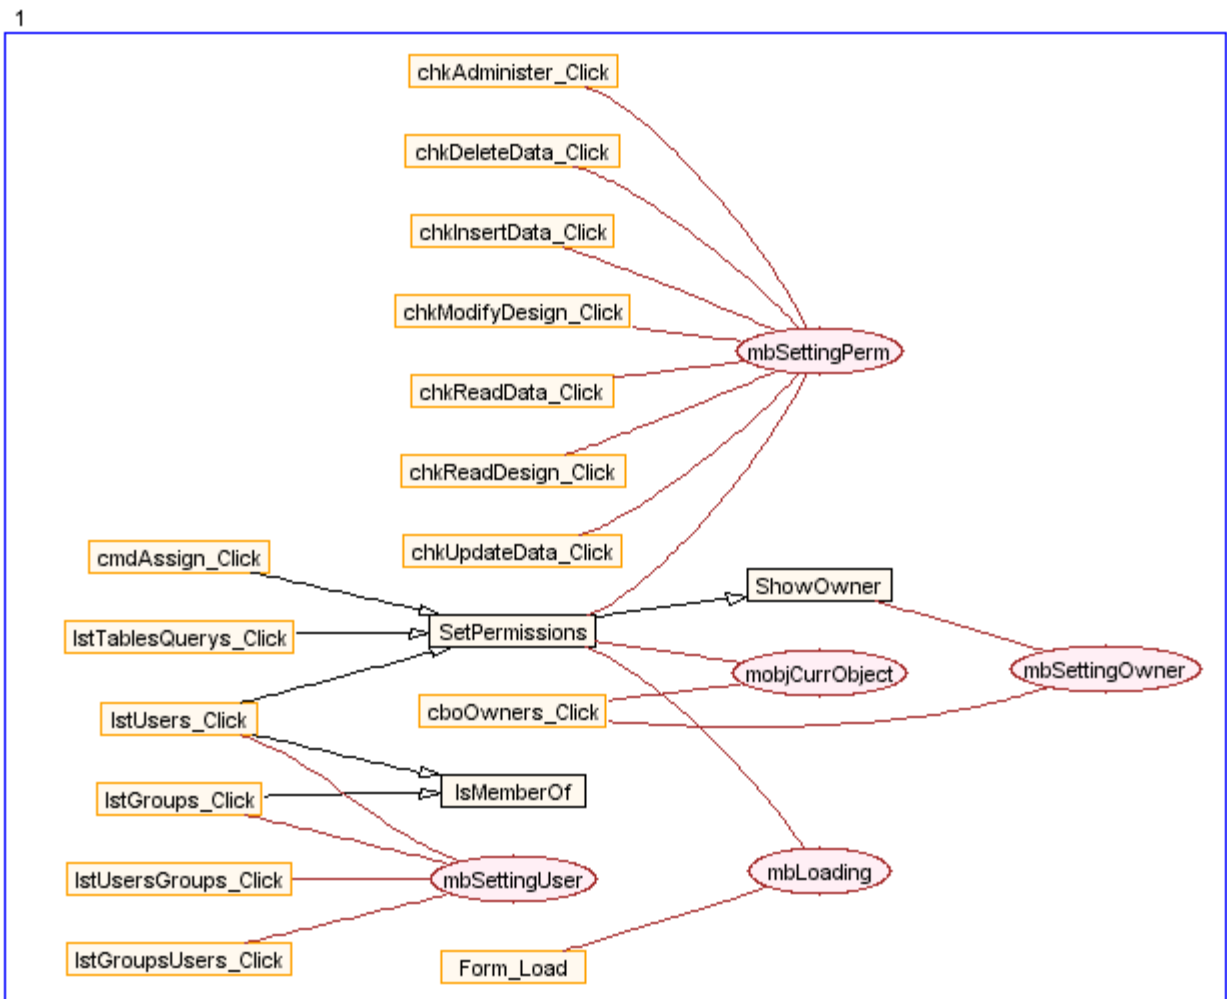 1
chkAdminister_Click
chkDeleteData_Click
chkInsertData_Click
chkModifyDesign_Click
mbSettingPerm
chkReadData_Click
chkReadDesign_Click
chkUpdateData_Click
cmdAssign_Click
ShowOwner
SetPermissions
lstTablesQuerys_Click
mobjCurrObject
mbSettingOwner
lstUsers_Click
cboOwners_Click
IsMemberOf
lstGroups_Click
mbLoading
lstUsersGroups_Click
mbSettingUser
lstGroupsUsers_Click
Form_Load